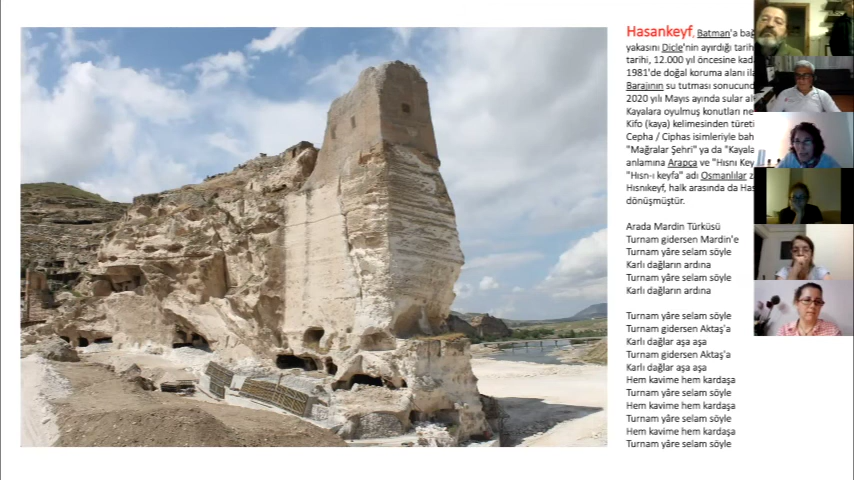 Hasankeyf, Batman'a bağ
yakasını Dicle'nin ayırdığı tarih
tarihi, 12.000 yıl öncesine kad
1981'de doğal koruma alanı il
Barajının su tutması sonucund
2020 yılı Mayıs ayında sular al
Kayalara oyulmuş konutları ne
Kifo (kaya) kelimesinden türeti
Cepha / Ciphas isimleriyle bah
"Mağralar Şehri" ya da "Kayala
anlamına Arapça ve "Hısnı Key
"Hısn-ı keyfa" adı Osmanlılar z
Hısnıkeyf, halk arasında da Has
dönüşmüştür.
Arada Mardin Türküsü
Turnam gidersen Mardin'e
Turnam yâre selam söyle
Karlı dağların ardına
Turnam yâre selam söyle
Karlı dağların ardına
Turnam yâre selam söyle
Turnam gidersen Aktaş'a
Karlı dağlar aşa aşa
Turnam gidersen Aktaş'a
Karlı dağlar aşa aşa
Hem kavime hem kardaşa
Turnam yâre selam söyle
Hem kavime hem kardaşa
Turnam yâre selam söyle
Hem kavime hem kardaşa
Turnam yâre selam söyle